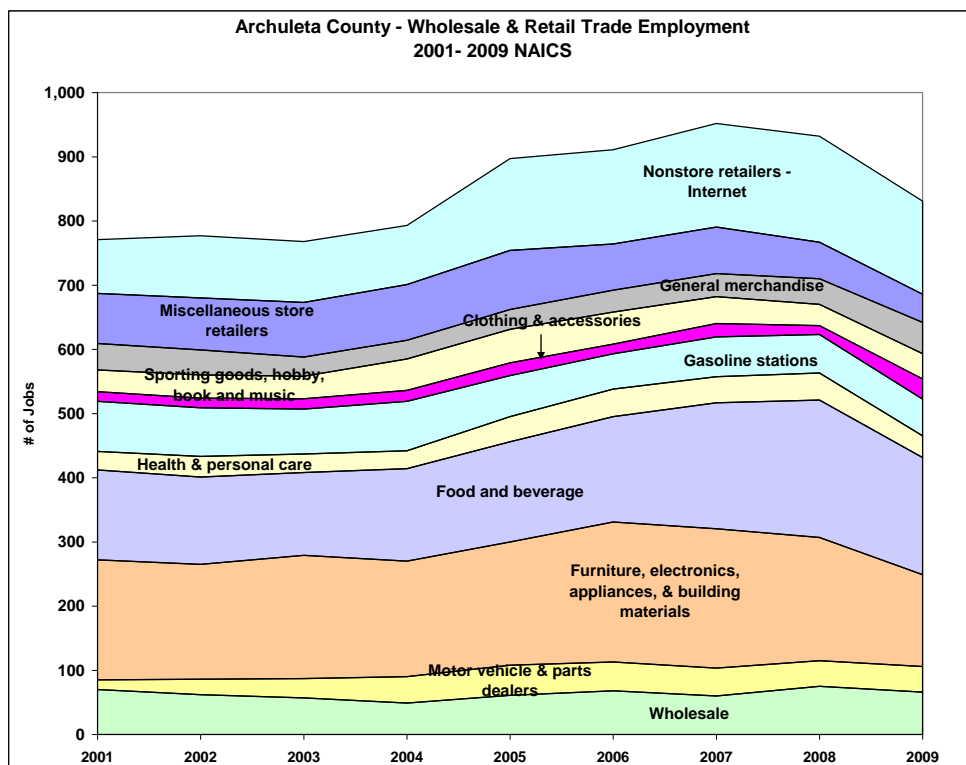 Archuleta County - Wholesale & Retail Trade Employment
2001- 2009 NAICS
1,000
900
800
700
600
500
400
300
200
100
0
# of Jobs
Nonstore retailers -
Internet
General merchandise
Miscellaneous store
retailers
Clothing & accessories
Gasoline stations
Sporting goods, hobby,
book and music
Health & personal care
Food and beverage
Furniture, electronics,
appliances, & building
materials
Motor vehicle & parts
dealers
Wholesale
2001 2002 2003 2004 2005 2006 2007 2008 2009